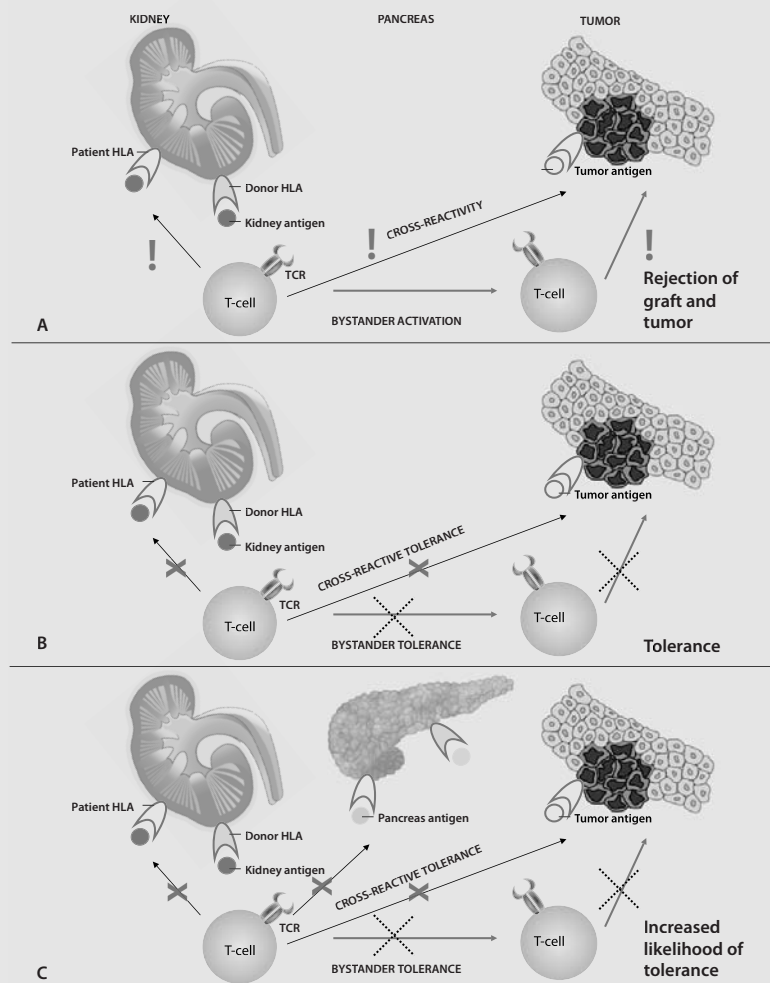 KIDNEY
PANCREAS
TUMOR
Patient HLA
Donor HLA
Kidney antigen
Tumor antigen
CROSS-REACTIVITY
!
!
!
TCR
T-cell
T-cell
BYSTANDER ACTIVATION
Rejection of
graft and
tumor
A
Patient HLA
Donor HLA
Kidney antigen
Tumor antigen
CROSS-REACTIVE TOLERANCE
TCR
T-cell
T-cell
BYSTANDER TOLERANCE
Tolerance
B
Patient HLA
Donor HLA
Kidney antigen
Pancreas antigen
Tumor antigen
CROSS-REACTIVE TOLERANCE
TCR
T-cell
T-cell
BYSTANDER TOLERANCE
Increased
likelihood of
tolerance
C